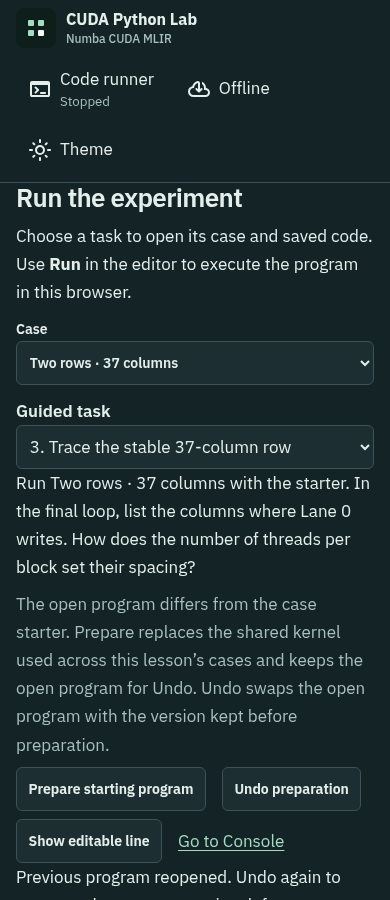 CUDA Python Lab
Numba CUDA MLIR
Code runner
Stopped
Offline
Theme
Run the experiment
Choose a task to open its case and saved code.
Use Run in the editor to execute the program
in this browser.
Case
Two rows · 37 columns
Guided task
3. Trace the stable 37-column row
Run Two rows · 37 columns with the starter. In
the final loop, list the columns where Lane 0
writes. How does the number of threads per
block set their spacing?
The open program differs from the case
starter. Prepare replaces the shared kernel
used across this lesson’s cases and keeps the
open program for Undo. Undo swaps the open
program with the version kept before
preparation.
Prepare starting program
Undo preparation
Show editable line
Go to Console
Previous program reopened. Undo again to